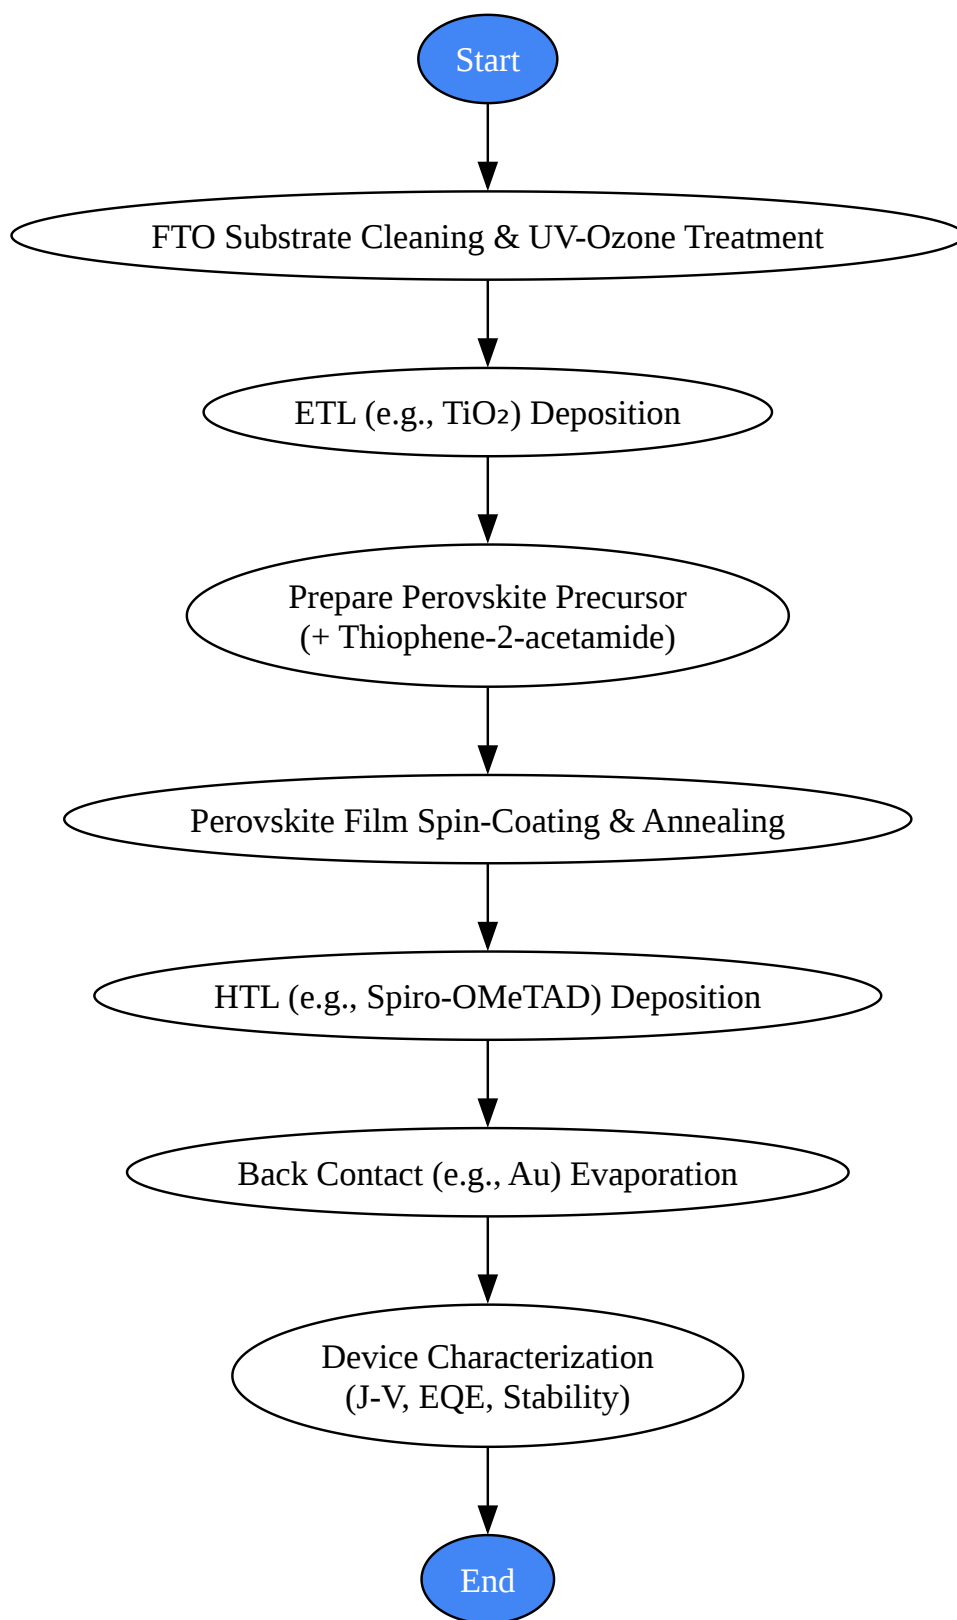 Start
FTO Substrate Cleaning & UV-Ozone Treatment
ETL (e.g., TiO₂) Deposition
Prepare Perovskite Precursor
(+ Thiophene-2-acetamide)
Perovskite Film Spin-Coating & Annealing
HTL (e.g., Spiro-OMeTAD) Deposition
Back Contact (e.g., Au) Evaporation
Device Characterization
(J-V, EQE, Stability)
End